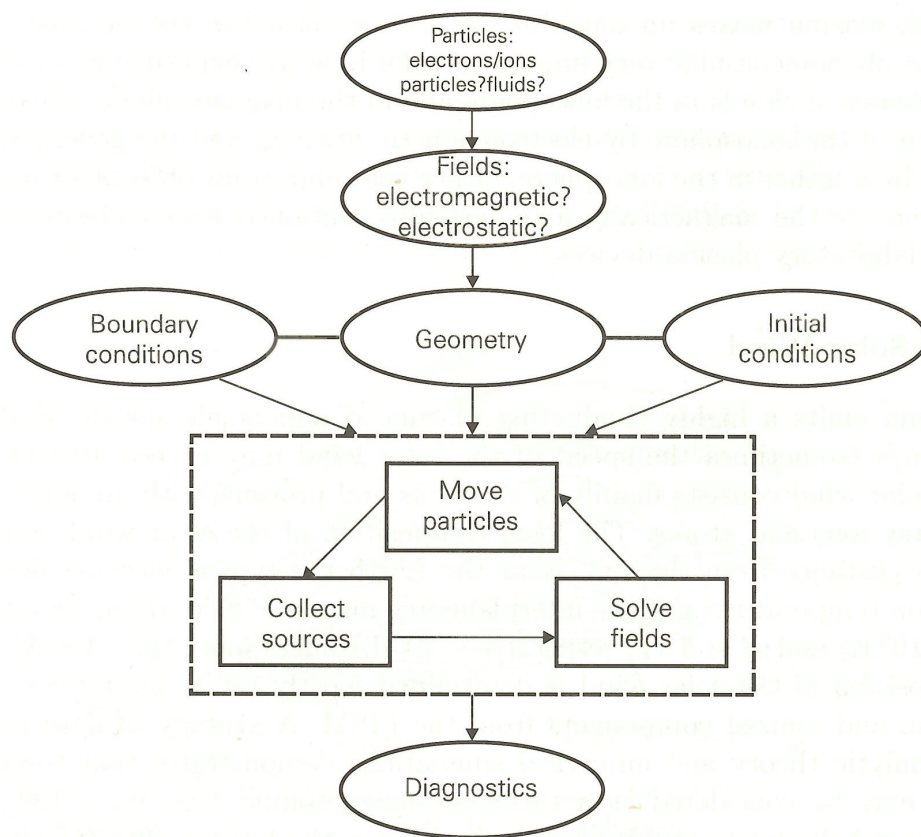 Particles:
electrons/ions
particles?fluids?
Fields:
electromagnetic?
electrostatic?
Boundary
conditions
Geometry
Initial
conditions
Move
particles
Collect
sources
Solve
fields
Diagnostics